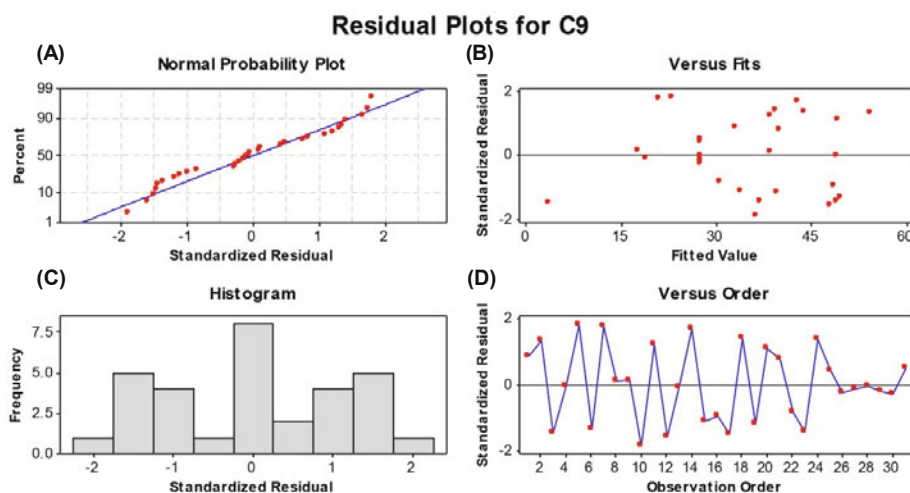 Residual Plots for C9
(A)
Normal Probability Plot
Percent
99
90
50
10
1
-2 -1 0 1 2
Standardized Residual
(B)
Versus Fits
Standardized Residual
2
0
-2
0 15 30 45 60
Fitted Value
(C)
Histogram
Frequency
7.5
5.0
2.5
0.0
-2 -1 0 1 2
Standardized Residual
(D)
Versus Order
Standardized Residual
2
0
-2
2 4 6 8 10 12 14 16 18 20 22 24 26 28 30
Observation Order